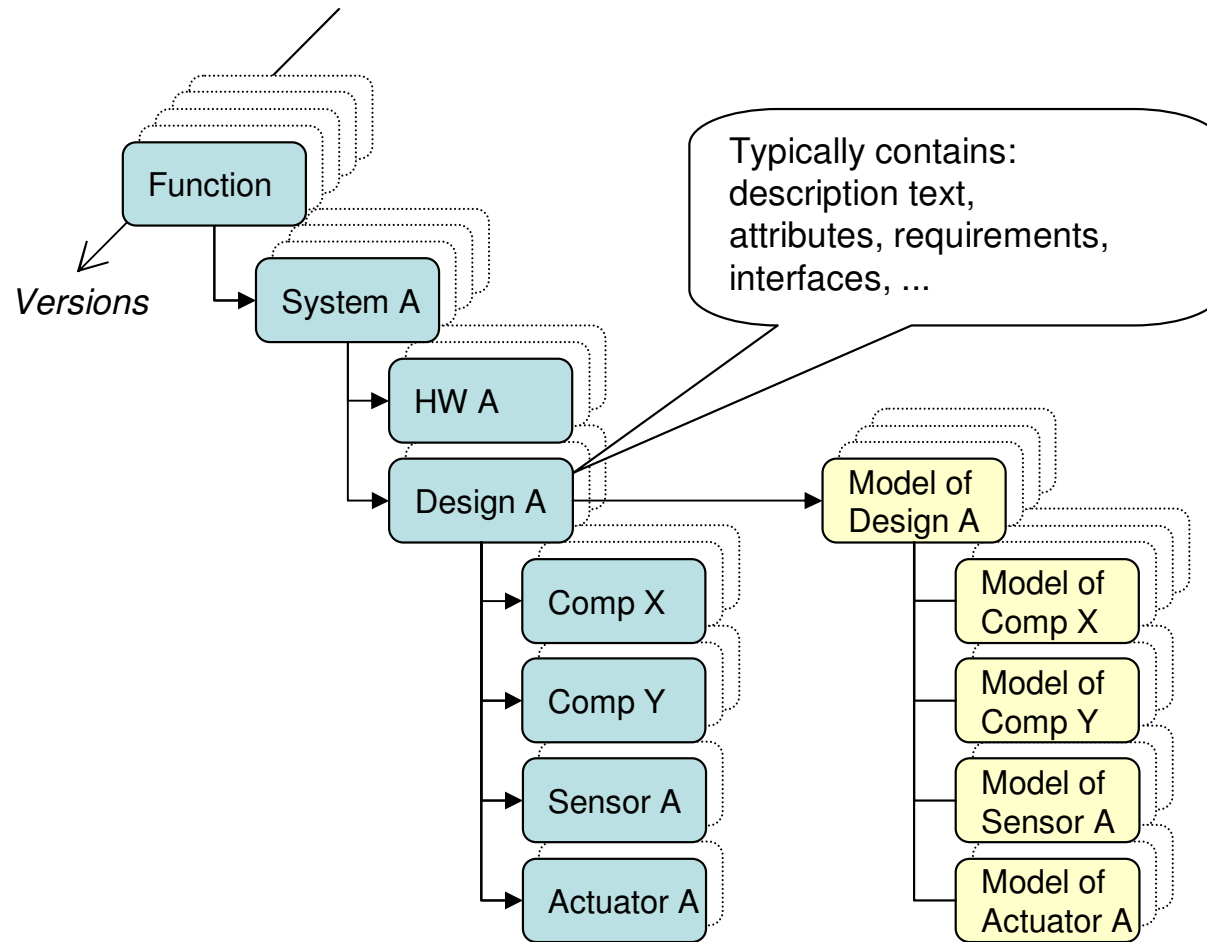 Typically contains:
description text,
attributes, requirements,
interfaces, ...
Function
Versions
System A
HW A
Design A
Model of
Design A
Comp X
Model of
Comp X
Comp Y
Model of
Comp Y
Sensor A
Model of
Sensor A
Actuator A
Model of
Actuator A